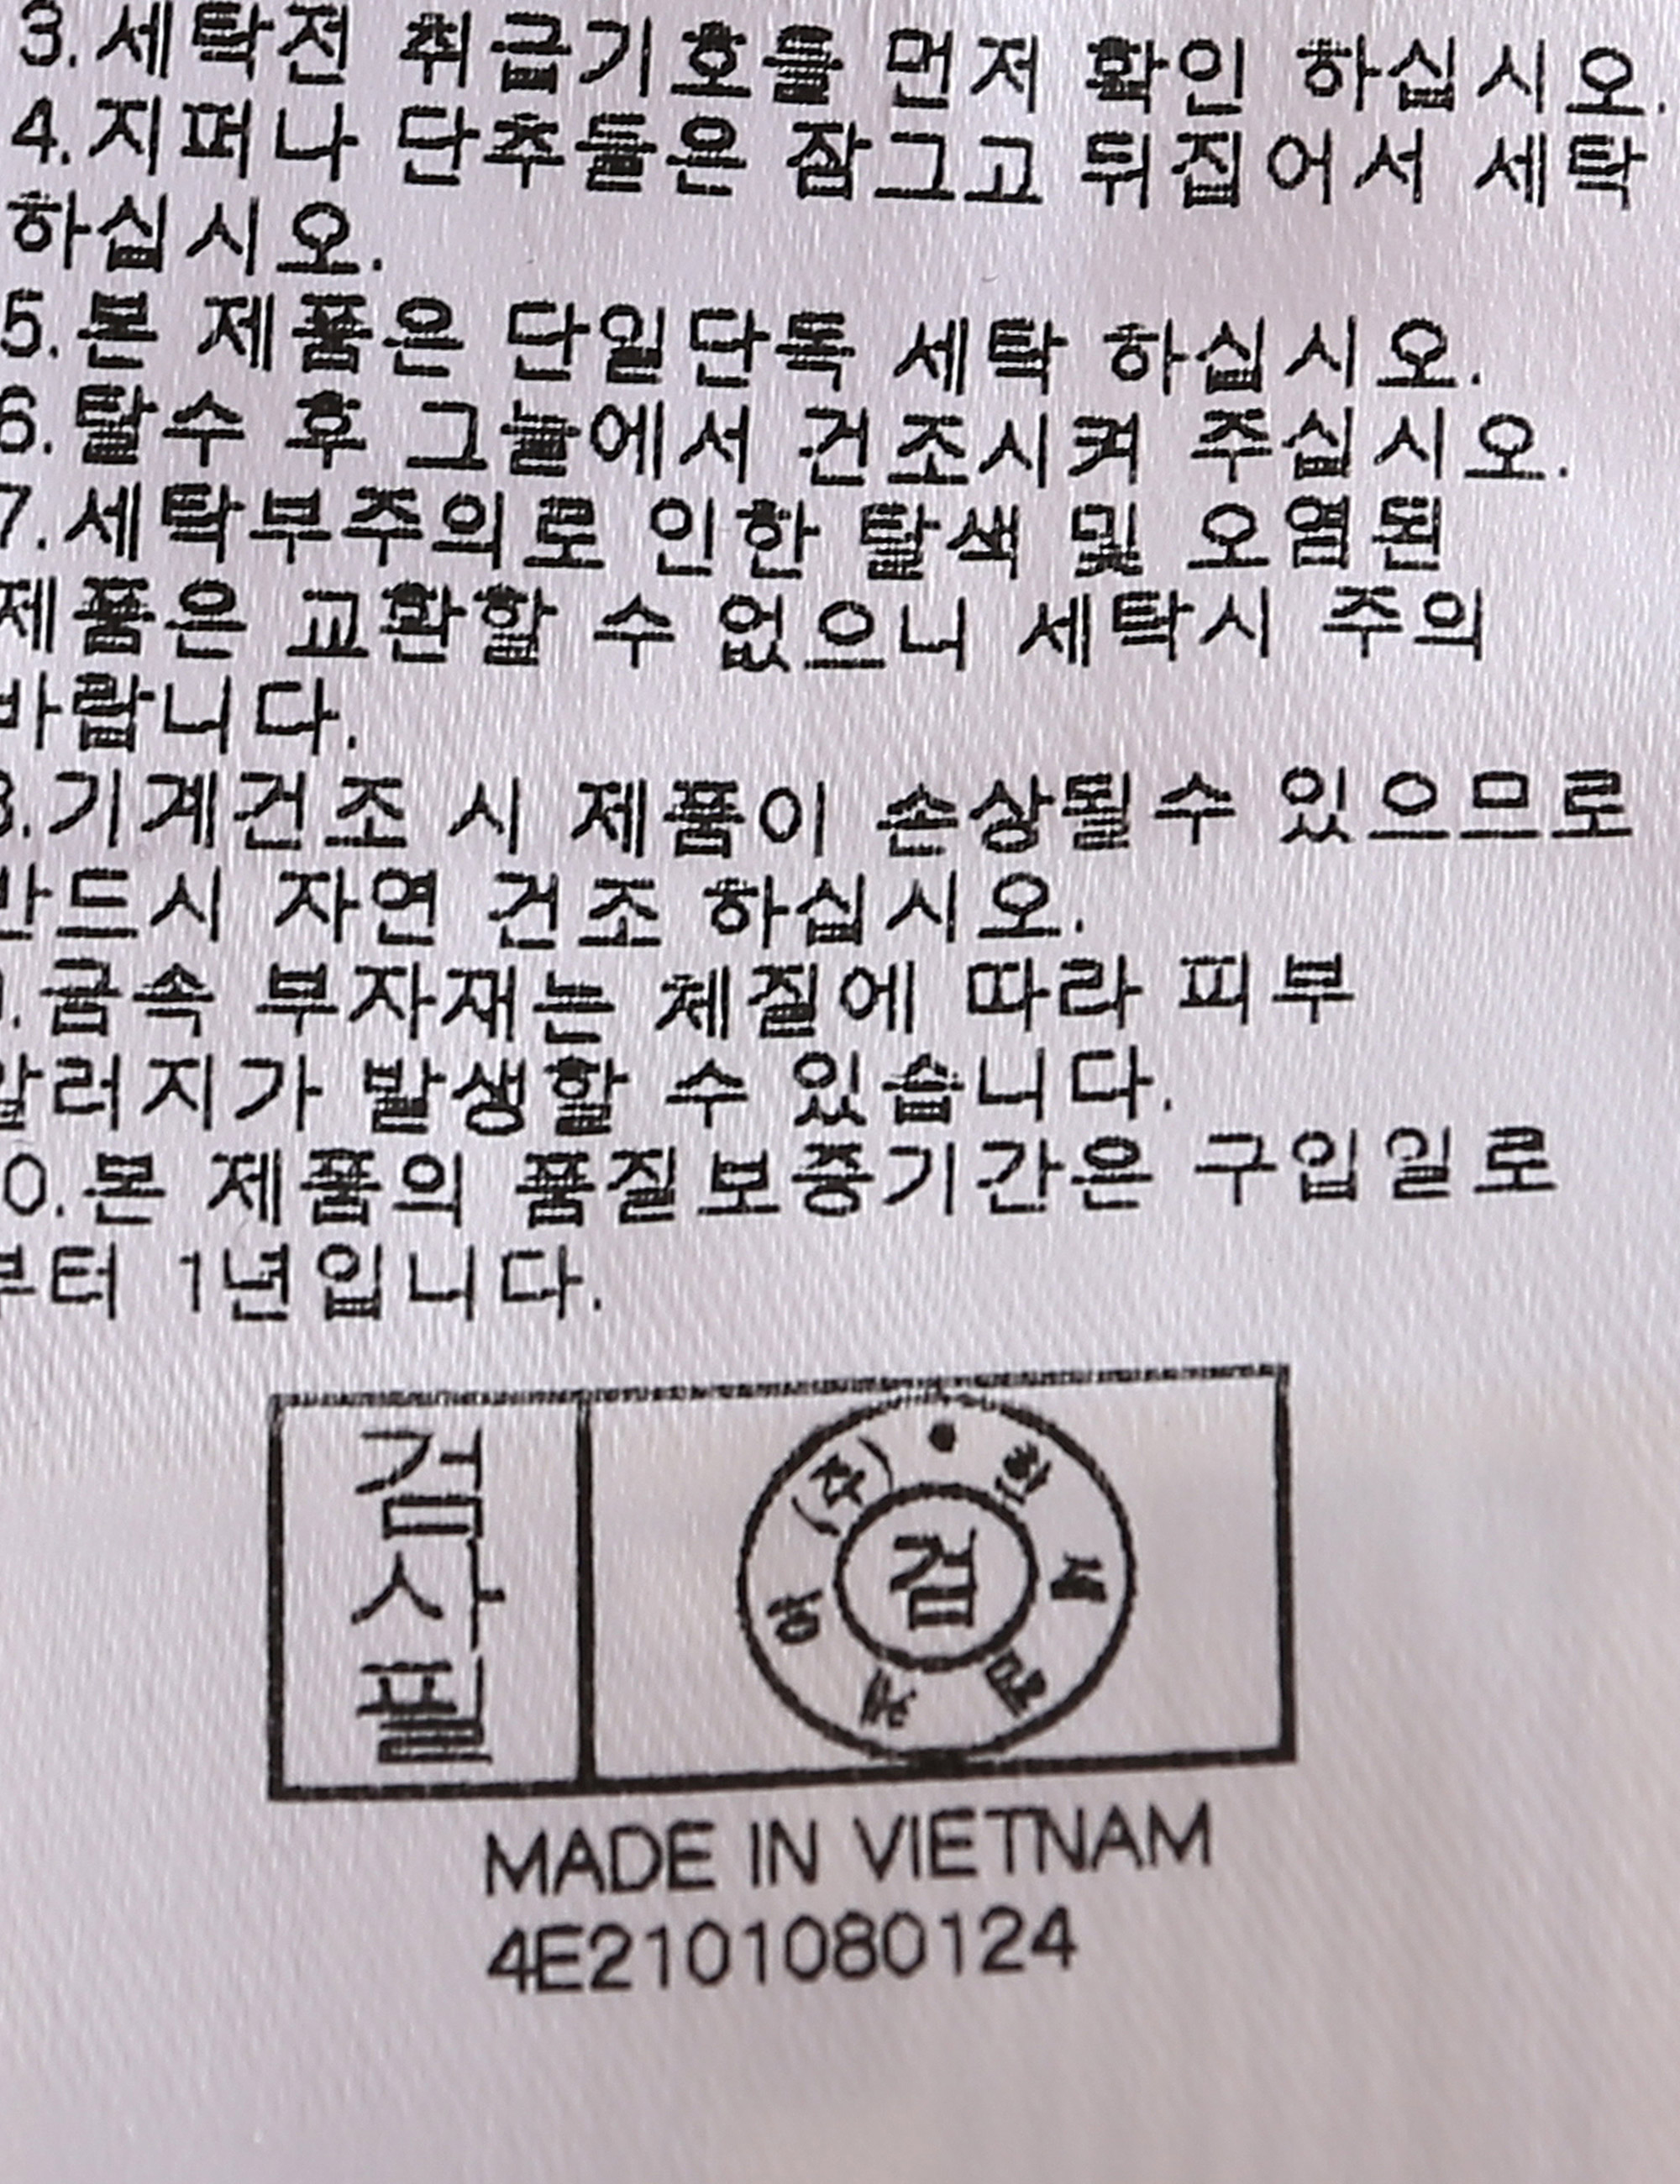 3.세탁전 취급기호를 먼저 확인 하십시오.
4.지퍼나 단추들은 잠그고 뒤집어서 세탁
하십시오.
5.본 제품은 단일단독 세탁 하십시오.
6.탈수 후 그늘에서 건조시켜 주십시오.
7.세탁부주의로 인한 탈색 및 오염된
제품은 교환할 수 없으니 세탁시 주의
바랍니다.
8.기계건조 시 제품이 손상될수 있으므로
반드시 자연 건조 하십시오.
9.금속 부자재는 체질에 따라 피부
알러지가 발생할 수 있습니다.
10.본 제품의 품질보증기간은 구입일로
부터 1년입니다.
검사필
(주)
검
MADE IN VIETNAM
4E2101080124